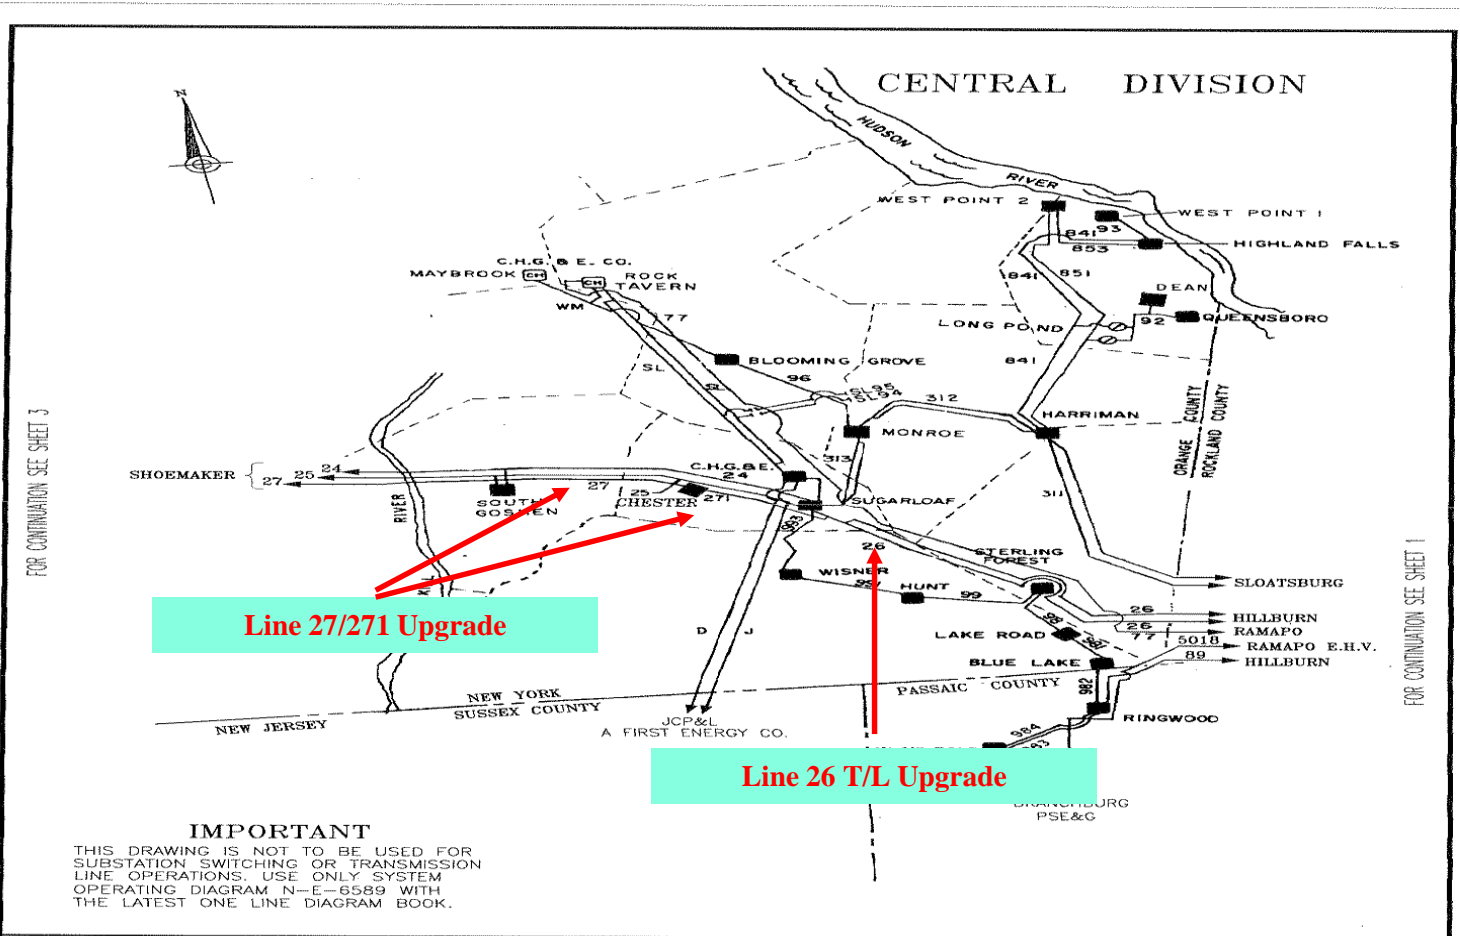 CENTRAL DIVISION
N
HUDSON
RIVER
WEST POINT 2
WEST POINT 1
93
841
853
HIGHLAND FALLS
C.H.G. & E. CO.
MAYBROOK
CH
CH
ROCK
TAVERN
841
851
DEAN
WM
77
LONG POND
92
QUEENSBORO
BLOOMING GROVE
841
SL
96
SL95
SL94
312
HARRIMAN
ORANGE COUNTY
ROCKLAND COUNTY
MONROE
313
FOR CONTINUATION SEE SHEET 3
SHOEMAKER
24
25
27
C.H.G.&E.
24
27
25
271
CHESTER
SOUTH
GOSHEN
SUGARLOAF
311
RIVER
993
26
STERLING
FOREST
WISNER
991
HUNT
99
SLOATSBURG
26
HILLBURN
26
RAMAPO
77
5018
RAMAPO E.H.V.
89
HILLBURN
FOR CONTINUATION SEE SHEET 1
Line 27/271 Upgrade
D
J
LAKE ROAD
98
981
BLUE LAKE
982
NEW YORK
PASSAIC COUNTY
SUSSEX COUNTY
NEW JERSEY
RINGWOOD
JCP&L
A FIRST ENERGY CO.
984
Line 26 T/L Upgrade
BRANCHBURG
PSE&G
IMPORTANT
THIS DRAWING IS NOT TO BE USED FOR
SUBSTATION SWITCHING OR TRANSMISSION
LINE OPERATIONS. USE ONLY SYSTEM
OPERATING DIAGRAM N-E-6589 WITH
THE LATEST ONE LINE DIAGRAM BOOK.